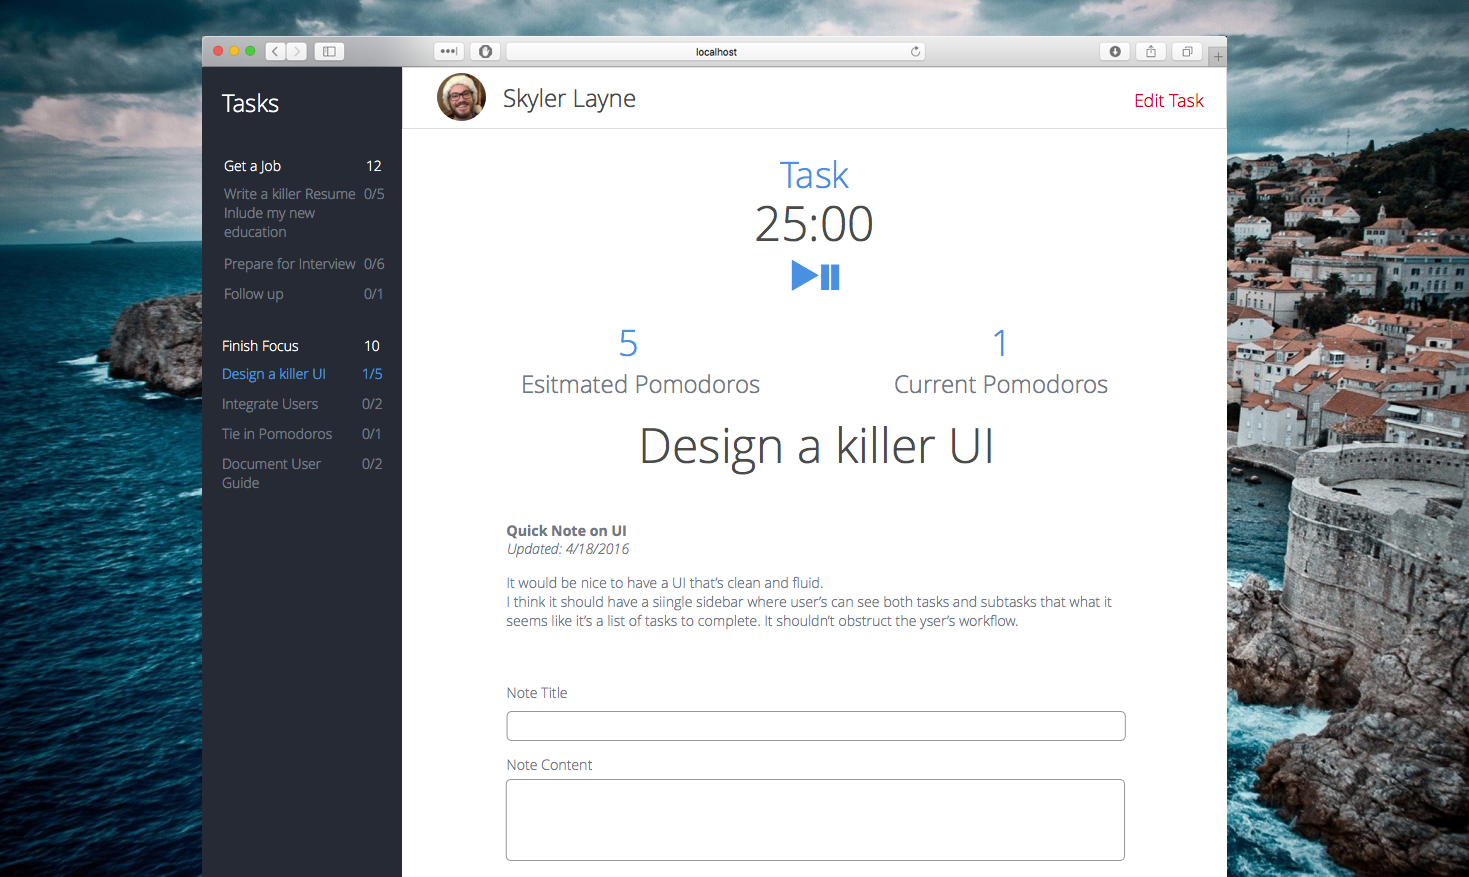 localhost
Tasks
Get a Job 12
Write a killer Resume 0/5
Inlude my new
education
Prepare for Interview 0/6
Follow up 0/1
Finish Focus 10
Design a killer UI 1/5
Integrate Users 0/2
Tie in Pomodoros 0/1
Document User 0/2
Guide
Skyler Layne
Edit Task
Task
25:00
5
Esitmated Pomodoros
1
Current Pomodoros
Design a killer UI
Quick Note on UI
Updated: 4/18/2016
It would be nice to have a UI that's clean and fluid.
I think it should have a siingle sidebar where user's can see both tasks and subtasks that what it
seems like it's a list of tasks to complete. It shouldn't obstruct the yser's workflow.
Note Title
Note Content